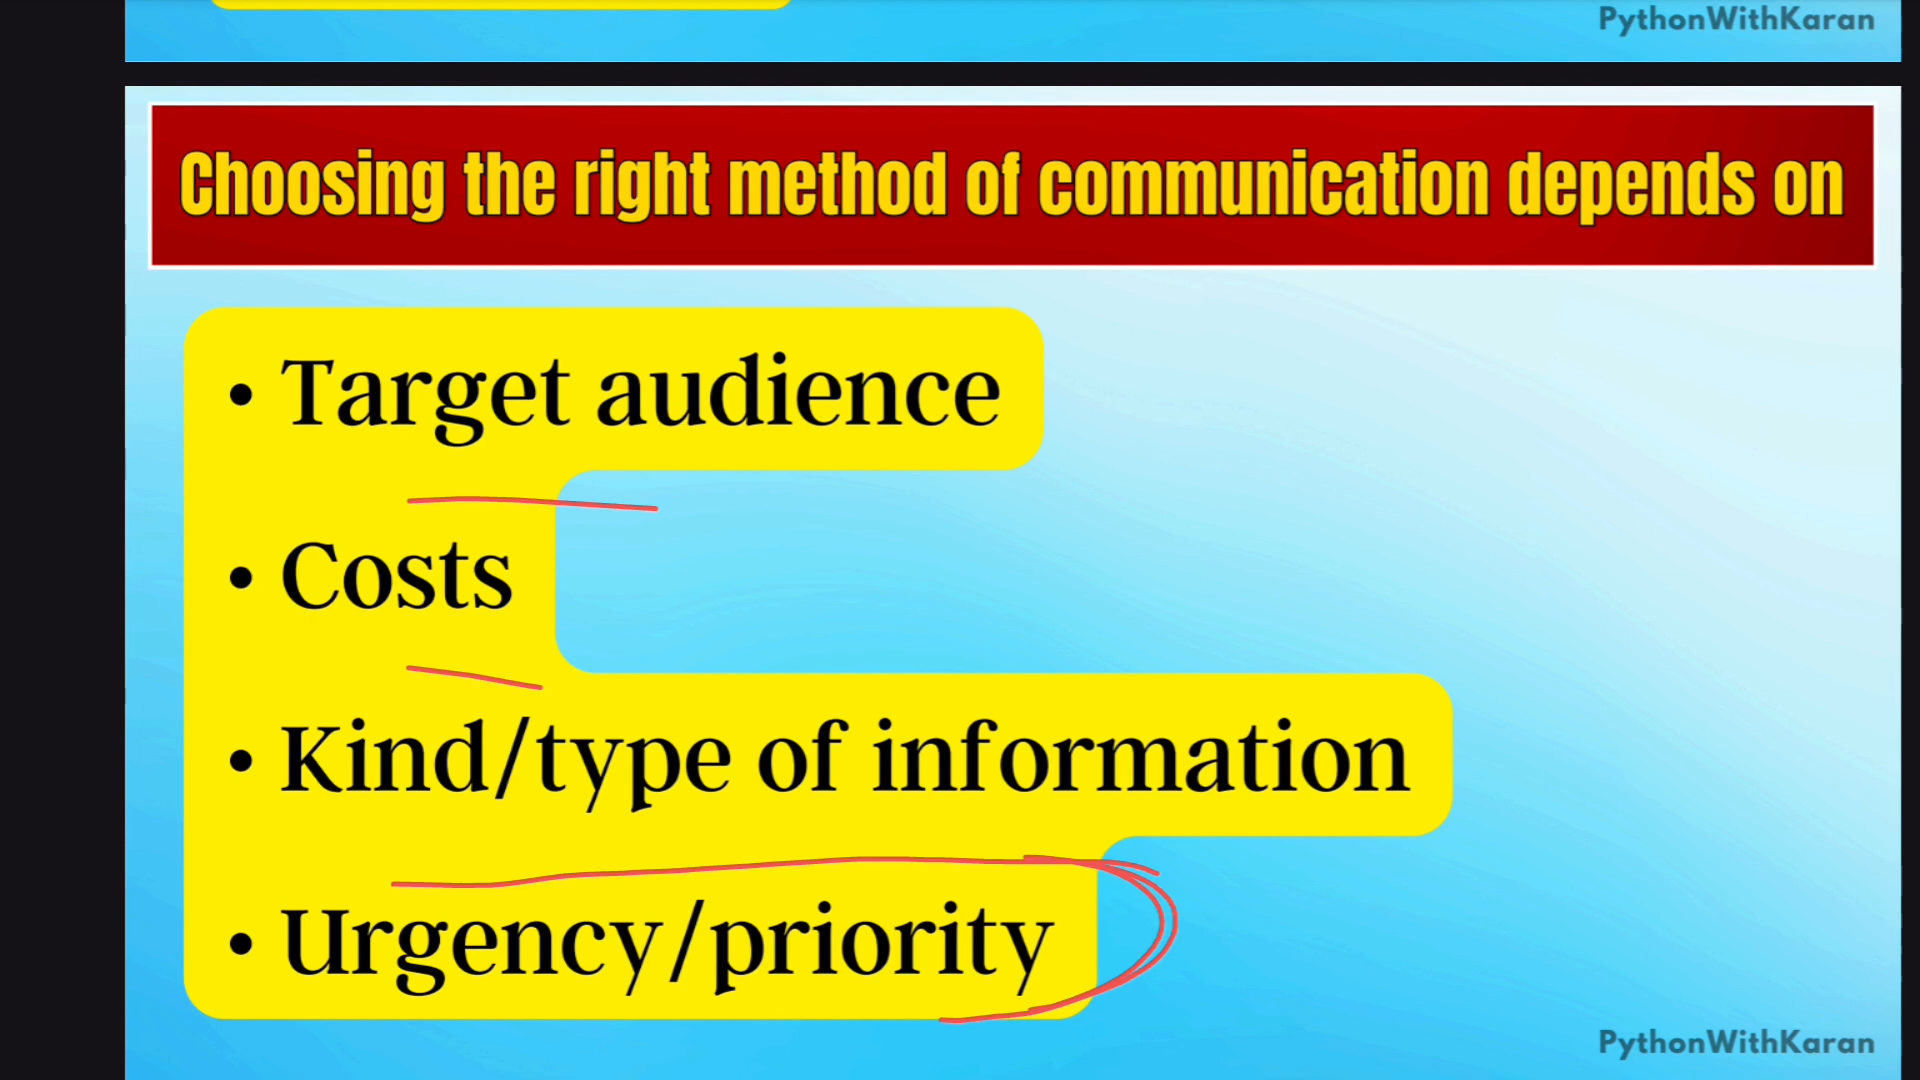 PythonWithKaran
Choosing the right method of communication depends on
• Target audience
• Costs
• Kind/type of information
• Urgency/priority
PythonWithKaran